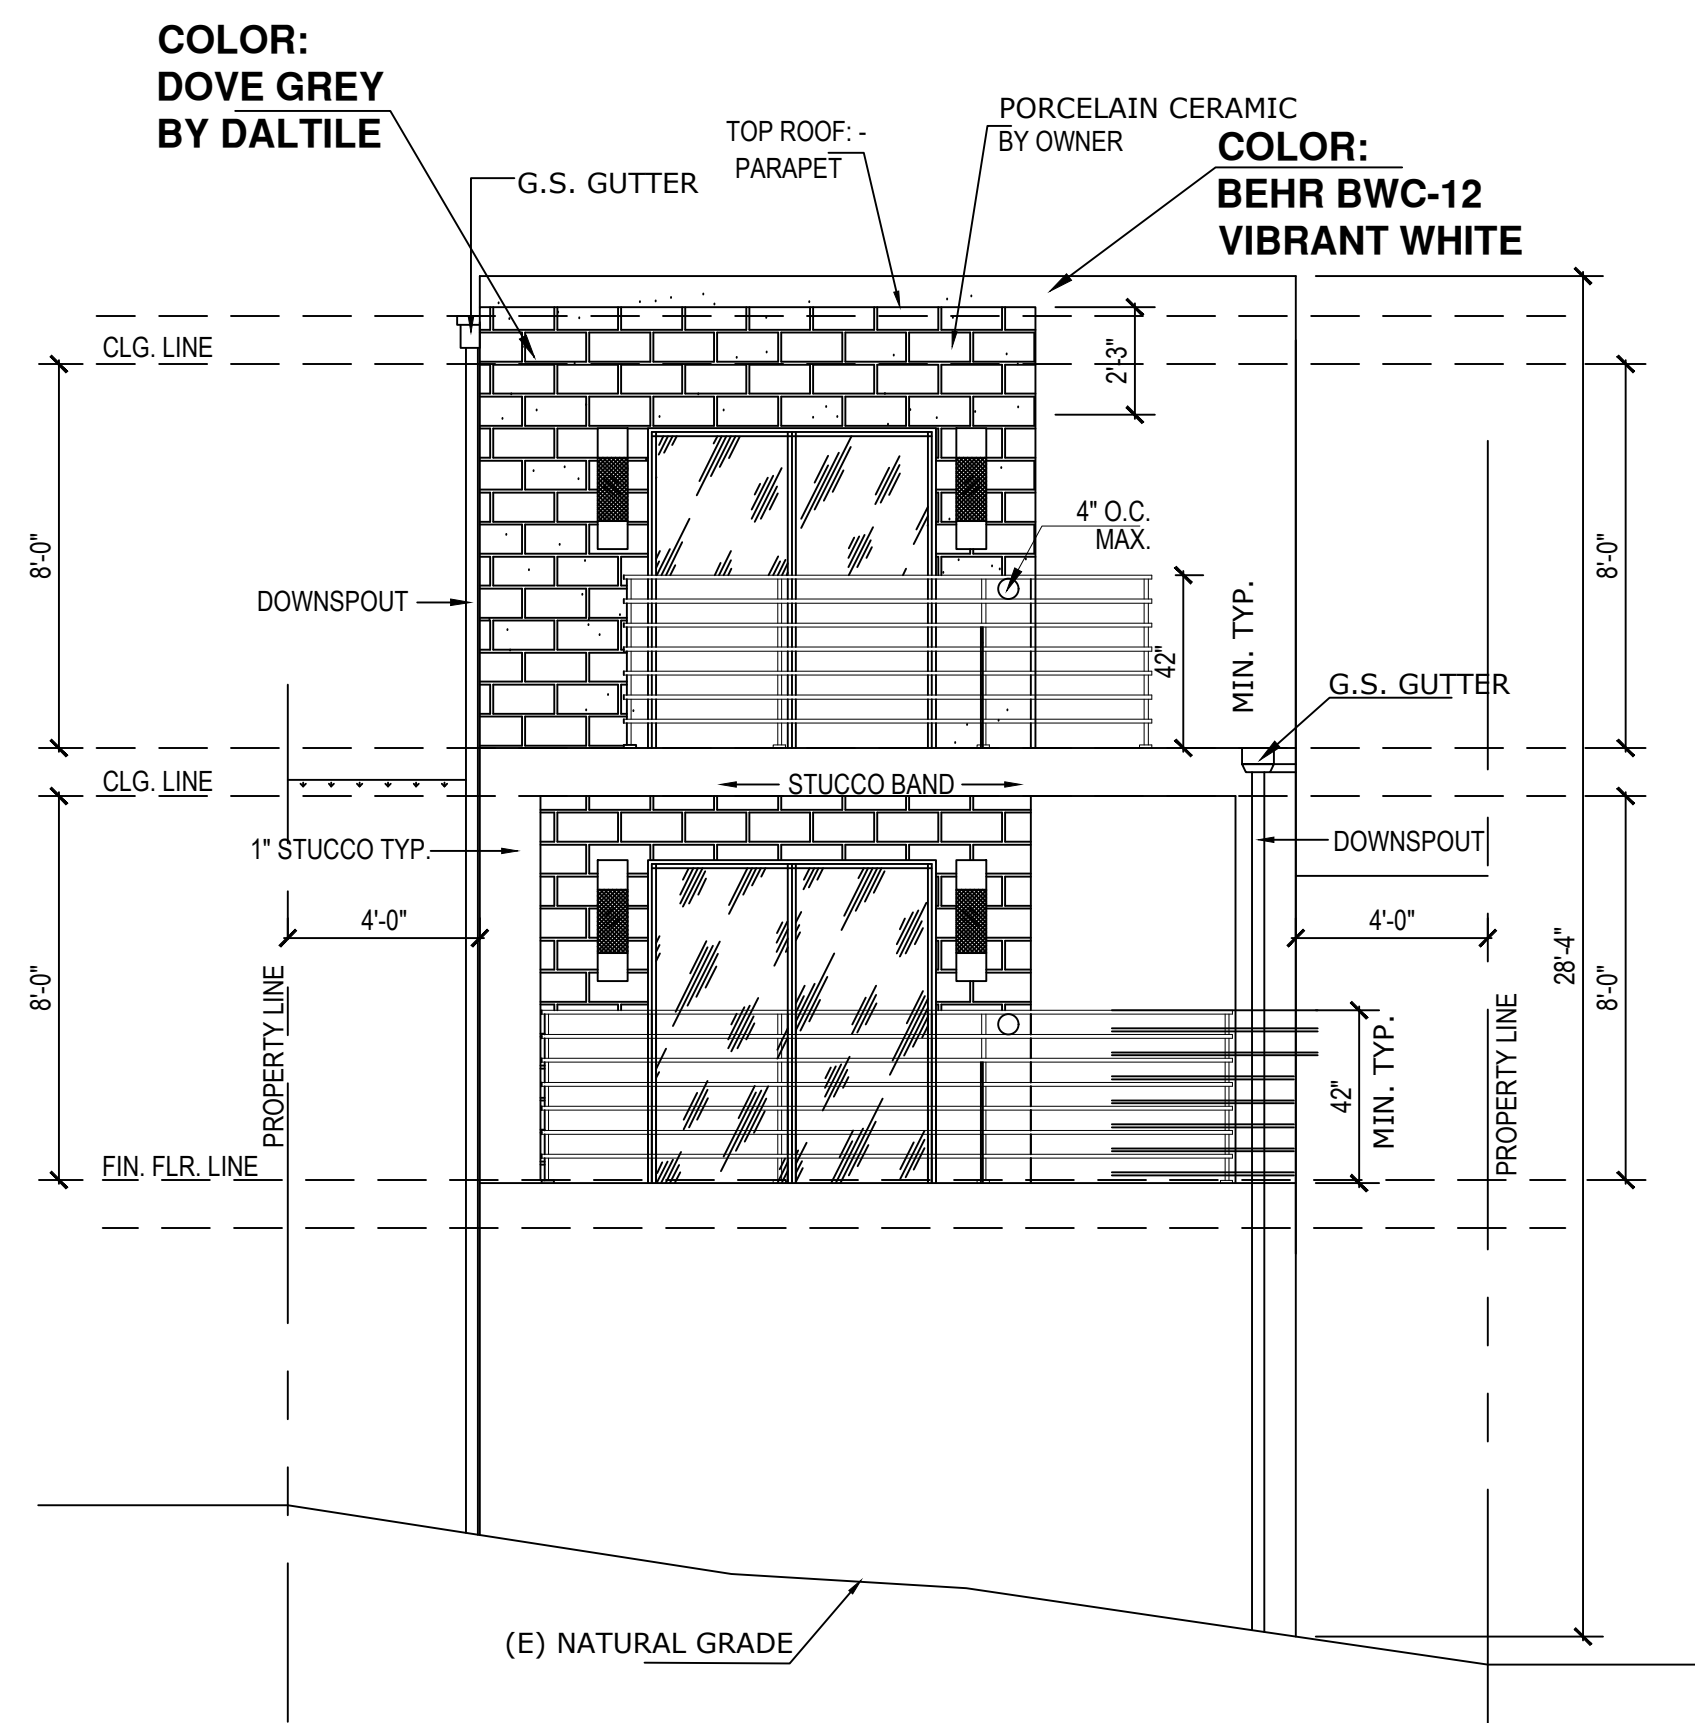 COLOR:
DOVE GREY
BY DALTILE
G.S. GUTTER
TOP ROOF: -
PARAPET
PORCELAIN CERAMIC
BY OWNER
COLOR:
BEHR BWC-12
VIBRANT WHITE
CLG. LINE
2'-3"
8'-0"
4" O.C.
MAX.
8'-0"
DOWNSPOUT
42"
MIN. TYP.
G.S. GUTTER
CLG. LINE
STUCCO BAND
1" STUCCO TYP.
DOWNSPOUT
4'-0"
4'-0"
28'-4"
8'-0"
8'-0"
PROPERTY LINE
42"
MIN. TYP.
PROPERTY LINE
FIN. FLR. LINE
(E) NATURAL GRADE